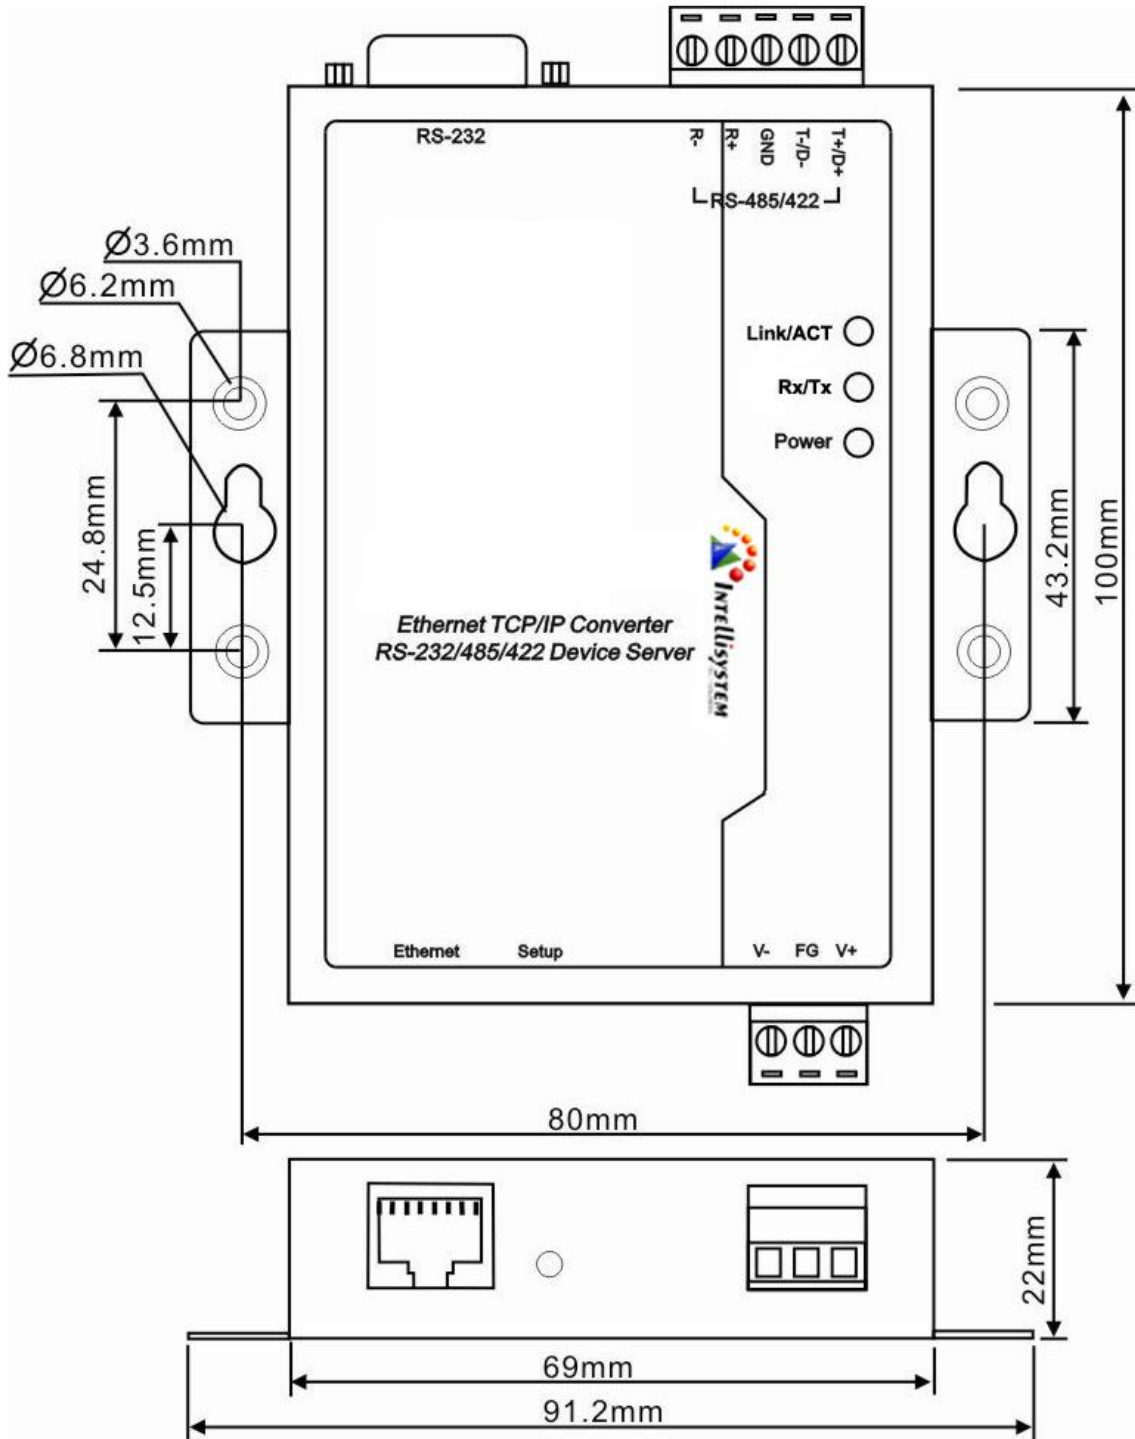 RS-232
R-
R+
GND
T-/D-
T+/D+
RS-485/422
Ø3.6mm
Ø6.2mm
Ø6.8mm
Link/ACT
Rx/Tx
Power
24.8mm
12.5mm
43.2mm
100mm
Ethernet TCP/IP Converter
RS-232/485/422 Device Server
INTELLISYSTEM
Ethernet
Setup
V-
FG
V+
80mm
22mm
69mm
91.2mm